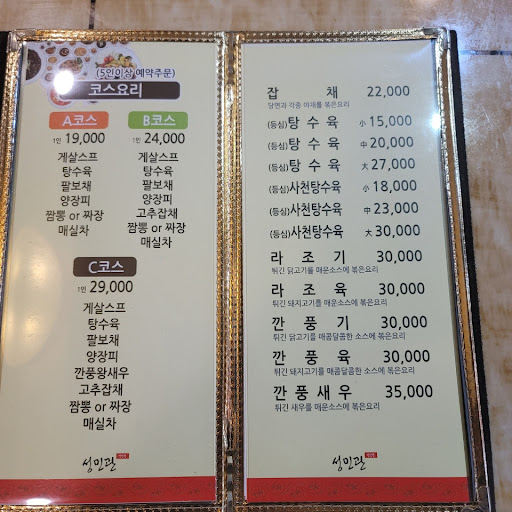 (5인이상 예약주문)
코스요리
A코스
1인 19,000
게살스프
탕수육
팔보채
양장피
짬뽕 or 짜장
매실차
B코스
1인 24,000
게살스프
탕수육
팔보채
양장피
고추잡채
짬뽕 or 짜장
매실차
C코스
1인 29,000
게살스프
탕수육
팔보채
양장피
깐풍왕새우
고추잡채
짬뽕 or 짜장
매실차
성민관
잡 채 22,000
당면과 각종 야채를 볶은요리
(등심)탕 수 육 小 15,000
(등심)탕 수 육 中 20,000
(등심)탕 수 육 大 27,000
(등심)사천탕수육 小 18,000
(등심)사천탕수육 中 23,000
(등심)사천탕수육 大 30,000
라 조 기 30,000
튀긴 닭고기를 매운소스에 볶은요리
라 조 육 30,000
튀긴 돼지고기를 매운소스에 볶은요리
깐 풍 기 30,000
튀긴 닭고기를 매콤달콤한 소스에 볶은요리
깐 풍 육 30,000
튀긴 돼지고기를 매콤달콤한 소스에 볶은요리
깐 풍 새 우 35,000
튀긴 새우를 매운소스에 볶은요리
성민관